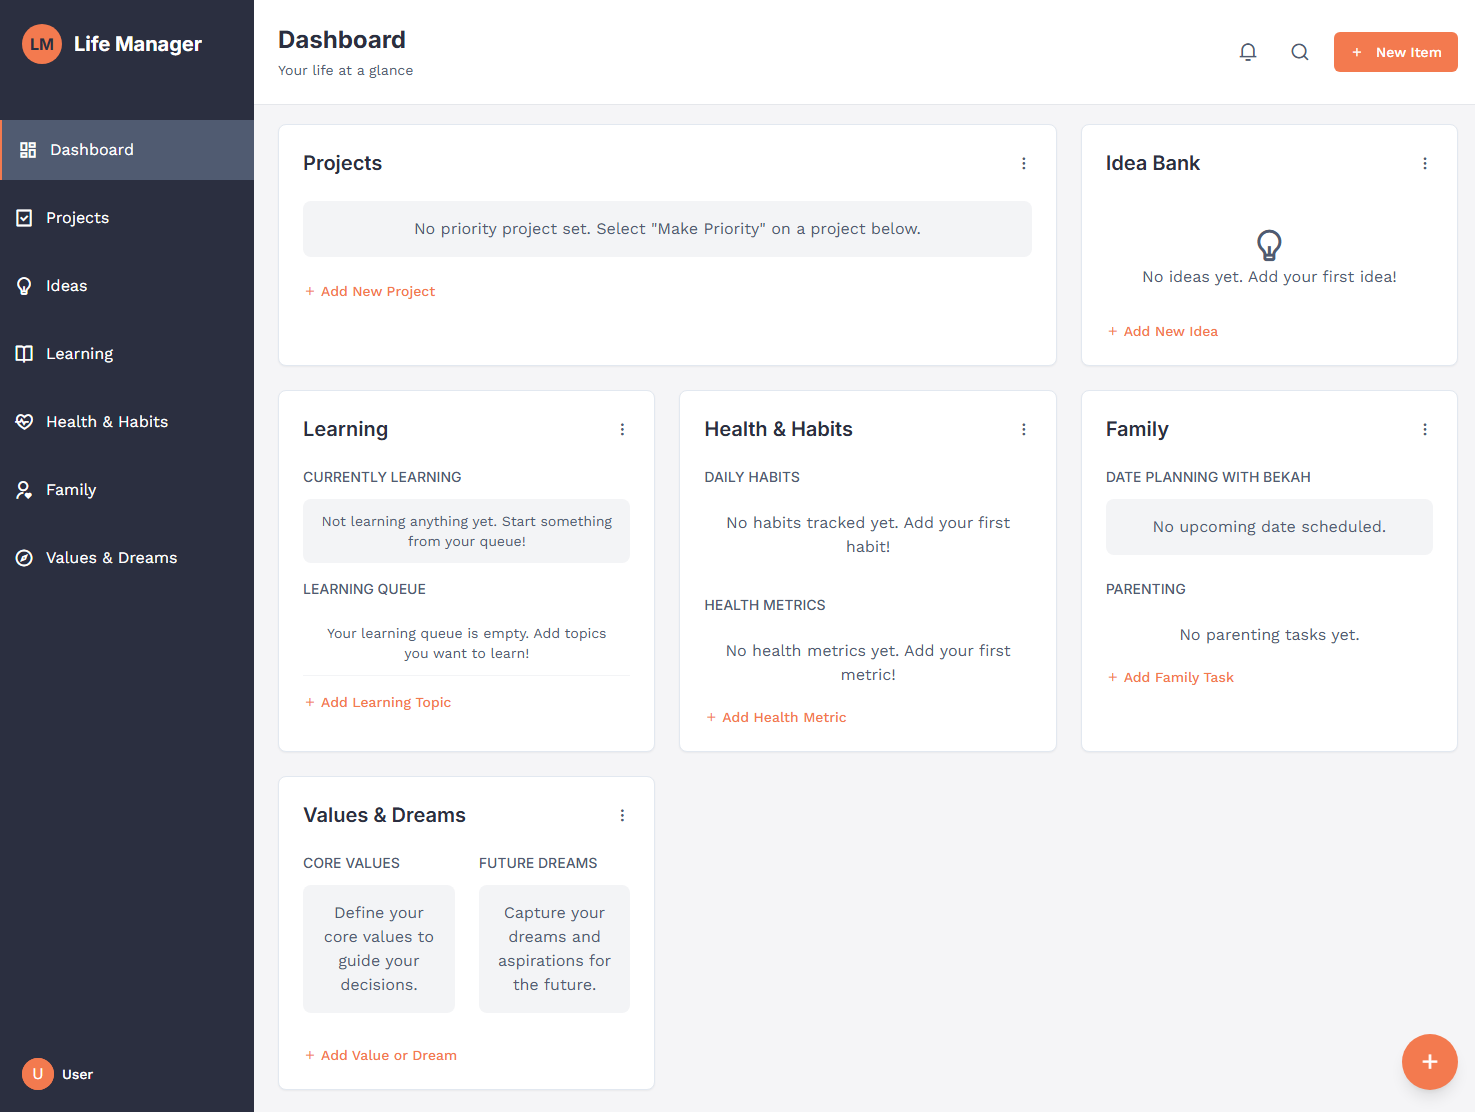 LM Life Manager
Dashboard
Projects
Ideas
Learning
Health & Habits
Family
Values & Dreams
U User
Dashboard
Your life at a glance
+ New Item
Projects
No priority project set. Select "Make Priority" on a project below.
+ Add New Project
Idea Bank
No ideas yet. Add your first idea!
+ Add New Idea
Learning
CURRENTLY LEARNING
Not learning anything yet. Start something
from your queue!
LEARNING QUEUE
Your learning queue is empty. Add topics
you want to learn!
+ Add Learning Topic
Health & Habits
DAILY HABITS
No habits tracked yet. Add your first
habit!
HEALTH METRICS
No health metrics yet. Add your first
metric!
+ Add Health Metric
Family
DATE PLANNING WITH BEKAH
No upcoming date scheduled.
PARENTING
No parenting tasks yet.
+ Add Family Task
Values & Dreams
CORE VALUES
Define your
core values to
guide your
decisions.
FUTURE DREAMS
Capture your
dreams and
aspirations for
the future.
+ Add Value or Dream
+